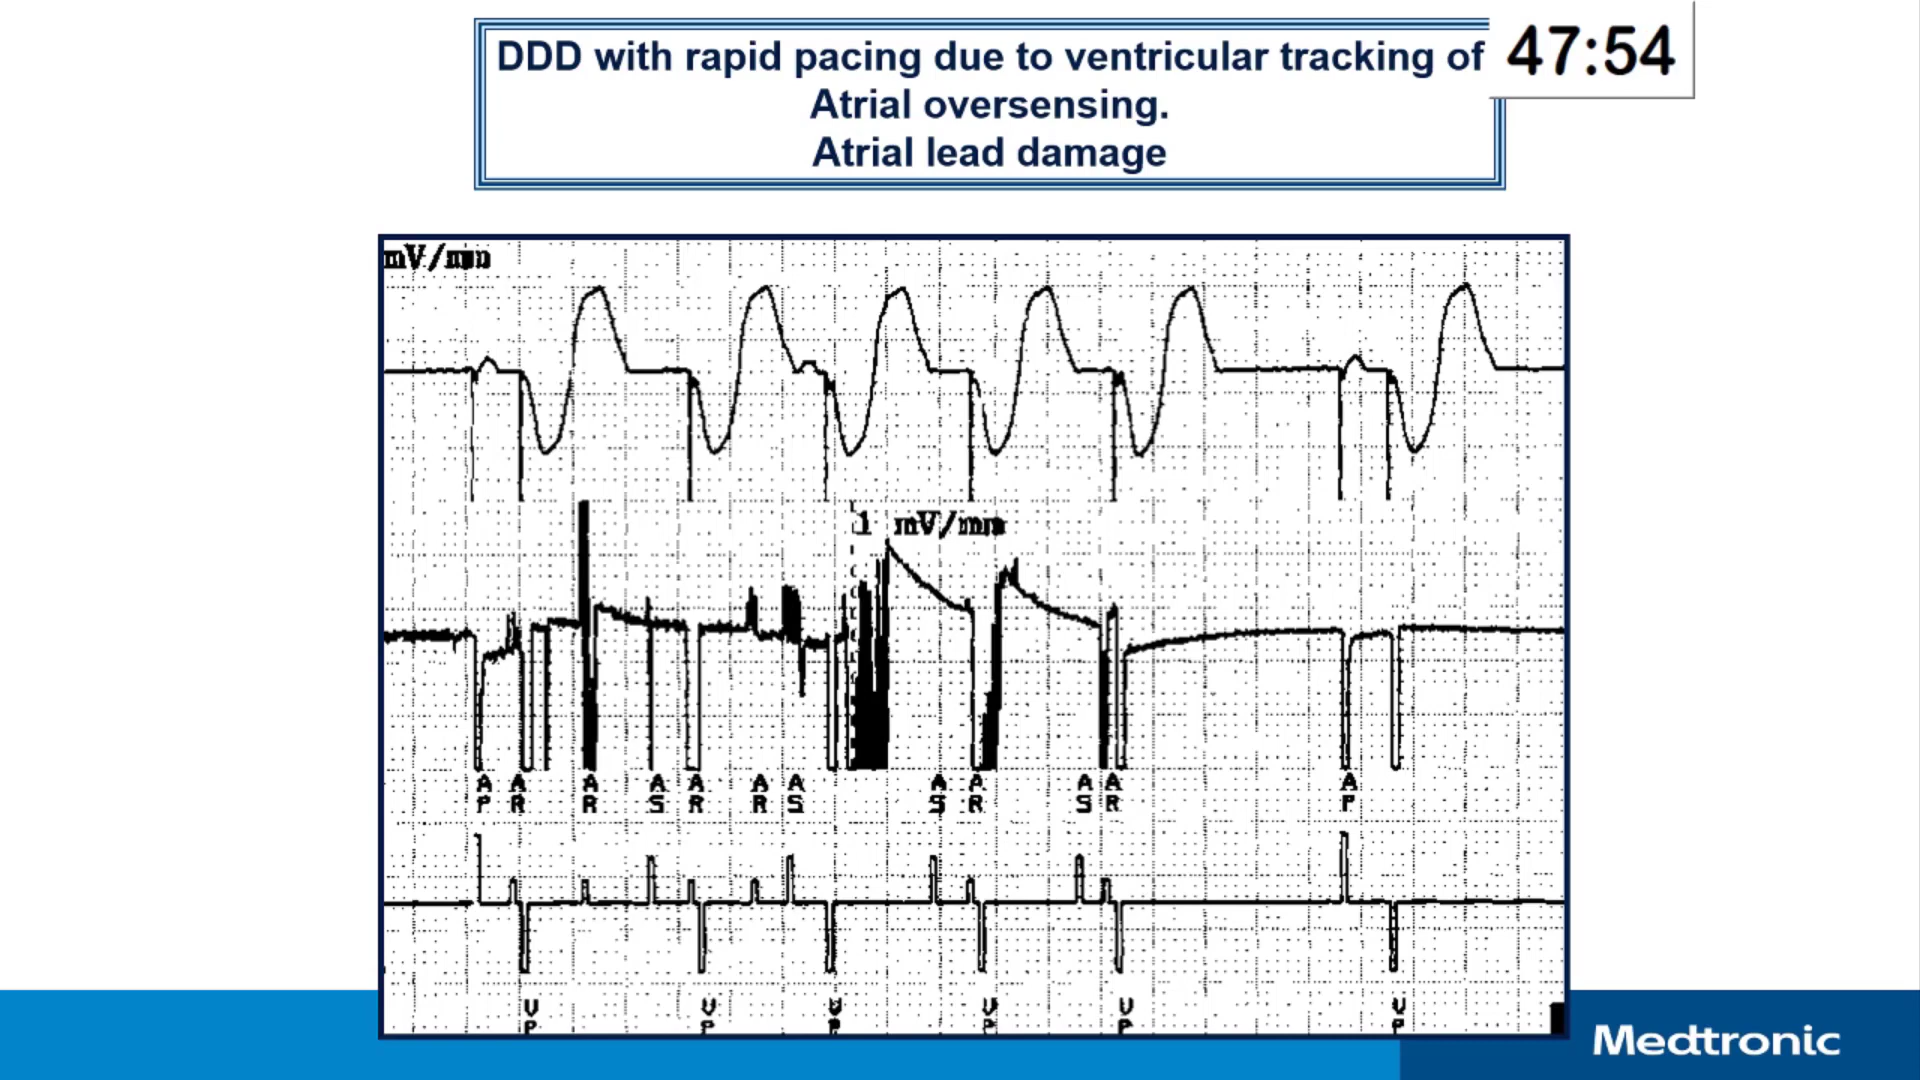 DDD with rapid pacing due to ventricular tracking of
47:54
Atrial oversensing.
Atrial lead damage
mV/mm
1 mV/mm
A A A A A A A A A A A A
P R R S R R S S R S R P
V V V V V V
P P P P P P
Medtronic